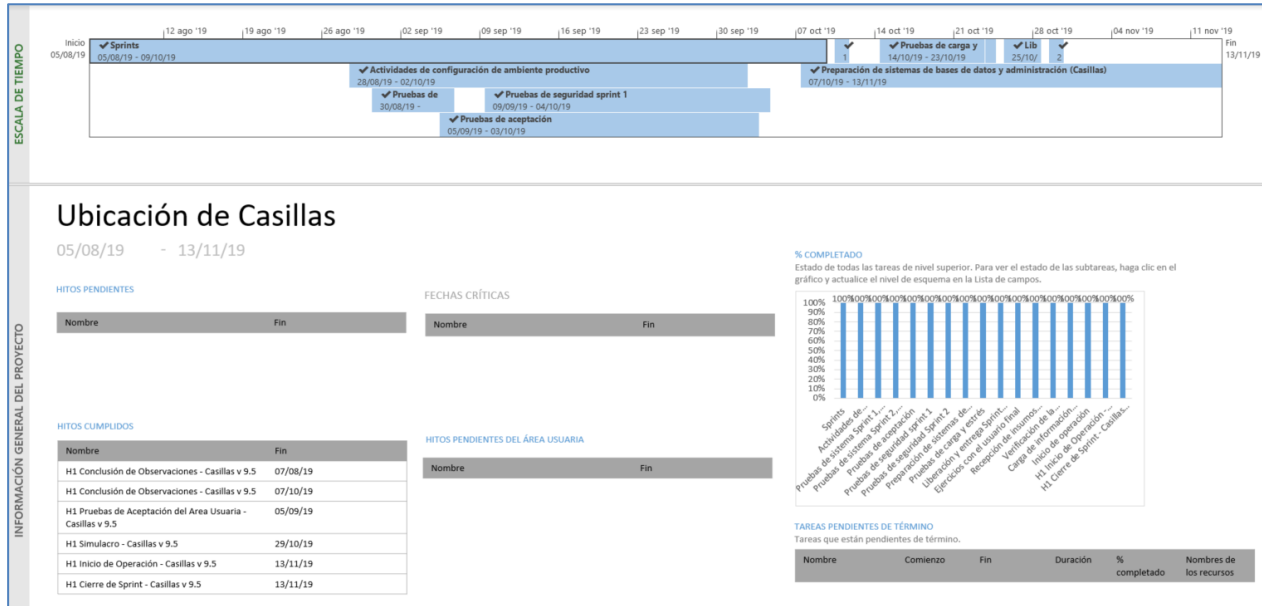 ESCALA DE TIEMPO
12 ago '19
19 ago '19
26 ago '19
02 sep '19
09 sep '19
16 sep '19
23 sep '19
30 sep '19
07 oct '19
14 oct '19
21 oct '19
28 oct '19
04 nov '19
11 nov '19
Inicio
05/08/19
Fin
13/11/19
✔ Sprints
05/08/19 - 09/10/19
✔
1
✔ Pruebas de carga y
14/10/19 - 23/10/19
✔ Lib
25/10/
✔
2
✔ Actividades de configuración de ambiente productivo
28/08/19 - 02/10/19
✔ Preparación de sistemas de bases de datos y administración (Casillas)
07/10/19 - 13/11/19
✔ Pruebas de
30/08/19 -
✔ Pruebas de seguridad sprint 1
09/09/19 - 04/10/19
✔ Pruebas de aceptación
05/09/19 - 03/10/19
INFORMACIÓN GENERAL DEL PROYECTO
Ubicación de Casillas
05/08/19 - 13/11/19
HITOS PENDIENTES
Nombre Fin
FECHAS CRÍTICAS
Nombre Fin
HITOS CUMPLIDOS
Nombre Fin
H1 Conclusión de Observaciones - Casillas v 9.5 07/08/19
H1 Conclusión de Observaciones - Casillas v 9.5 07/10/19
H1 Pruebas de Aceptación del Area Usuaria - 05/09/19
Casillas v 9.5
H1 Simulacro - Casillas v 9.5 29/10/19
H1 Inicio de Operación - Casillas v 9.5 13/11/19
H1 Cierre de Sprint - Casillas v 9.5 13/11/19
HITOS PENDIENTES DEL ÁREA USUARIA
Nombre Fin
% COMPLETADO
Estado de todas las tareas de nivel superior. Para ver el estado de las subtareas, haga clic en el
gráfico y actualice el nivel de esquema en la Lista de campos.
100%100%100%100%100%100%100%100%100%100%100%100%100%100%100%100%
100%
90%
80%
70%
60%
50%
40%
30%
20%
10%
0%
Sprints
Actividades de...
Pruebas de sistema Sprint 1,...
Pruebas de sistema Sprint 2,...
Pruebas de aceptación
Pruebas de seguridad sprint 1
Pruebas de seguridad Sprint 2
Preparación de sistemas de...
Pruebas de carga y estrés
Liberación y entrega Sprint...
Ejercicios con el usuario final
Recepción de insumos...
Verificación de la...
Carga de información...
Inicio de operación
H1 Inicio de Operación -...
H1 Cierre de Sprint - Casillas...
TAREAS PENDIENTES DE TÉRMINO
Tareas que están pendientes de término.
Nombre Comienzo Fin Duración % completado Nombres de los recursos